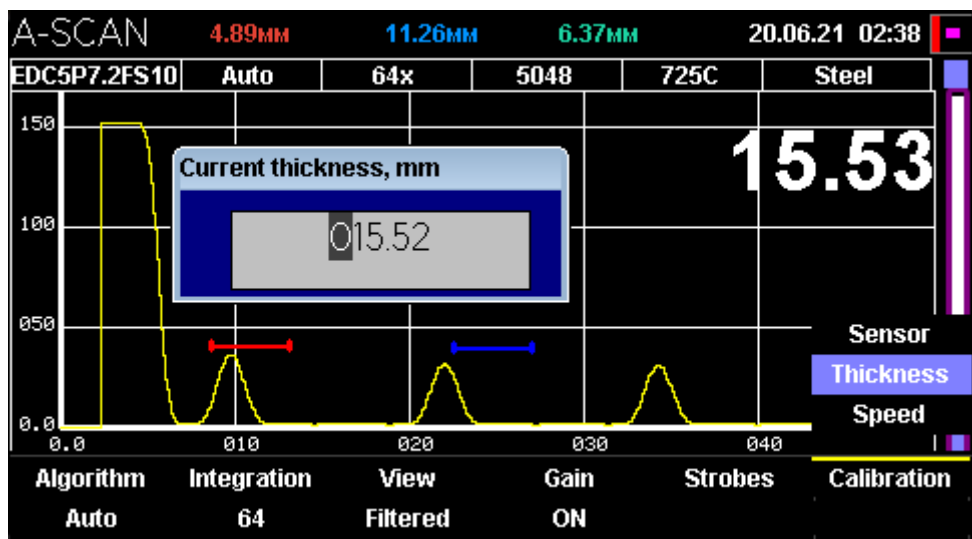 A-SCAN 4.89мм 11.26мм 6.37мм 20.06.21 02:38
EDC5P7.2FS10 Auto 64x 5048 725C Steel
150
15.53
Current thickness, mm
100
015.52
050
Sensor
Thickness
Speed
0.0
0.0 010 020 030 040
Algorithm Integration View Gain Strobes Calibration
Auto 64 Filtered ON